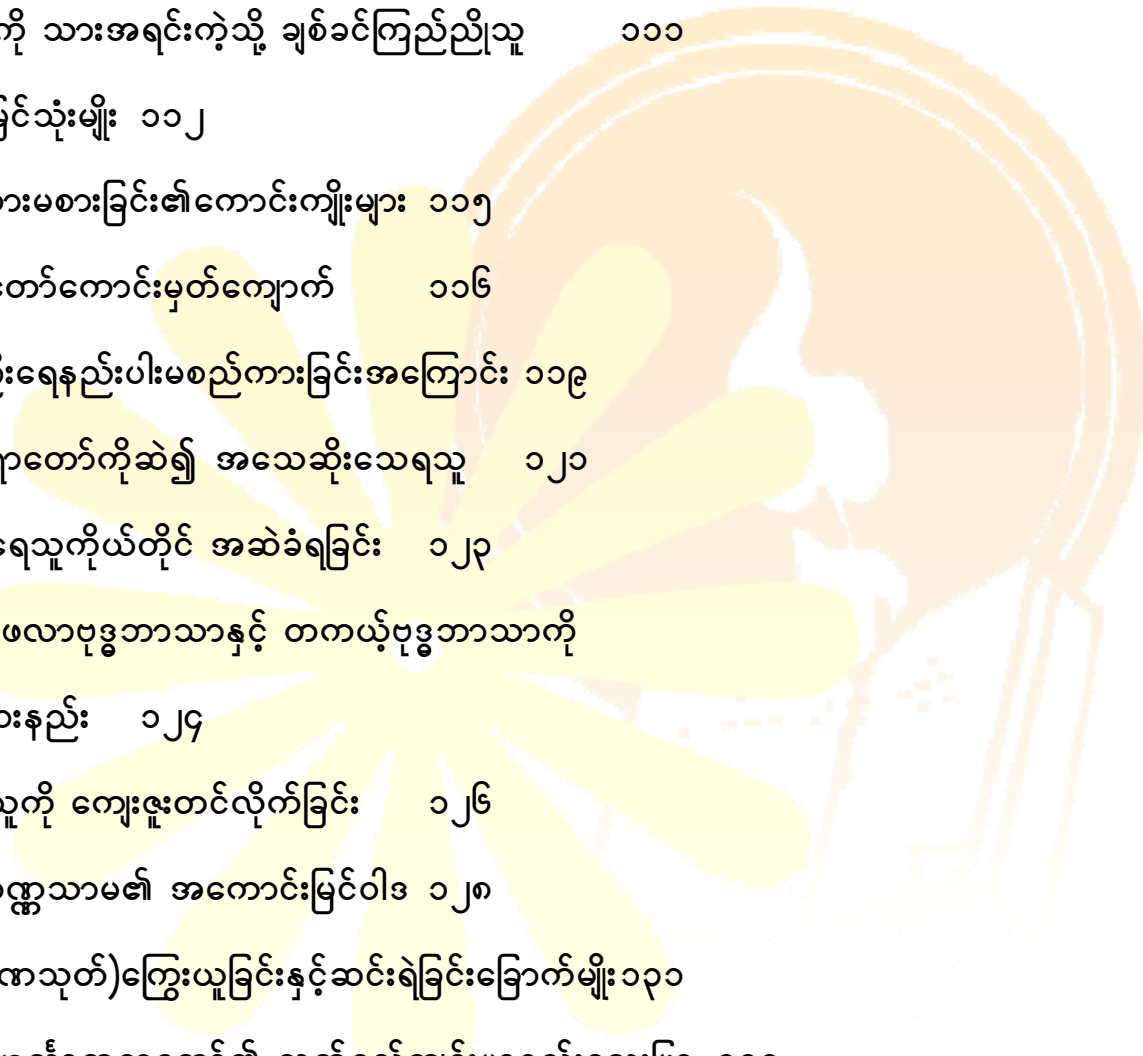 ကို သားအရင်းကဲ့သို့ ချစ်ခင်ကြည်ညိုသူ ၁၁၁
မြင်သုံးမျိုး ၁၁၂
စားမစားခြင်း၏ကောင်းကျိုးများ ၁၁၅
တော်ကောင်းမှတ်ကျောက် ၁၁၆
ိုးရေနည်းပါးမစည်ကားခြင်းအကြောင်း ၁၁၉
ရာတော်ကိုဆဲ၍ အသေဆိုးသေရသူ ၁၂၁
ရေသူကိုယ်တိုင် အဆဲခံရခြင်း ၁၂၃
ဖလာဗုဒ္ဓဘာသာနှင့် တကယ့်ဗုဒ္ဓဘာသာကို
ားနည်း ၁၂၄
သူကို ကျေးဇူးတင်လိုက်ခြင်း ၁၂၆
ဝဏ္ဏသာမ၏ အကောင်းမြင်ဝါဒ ၁၂၈
ဏသုတ်)ကြွေးယူခြင်းနှင့်ဆင်းရဲခြင်းခြောက်မျိုး၁၃၁